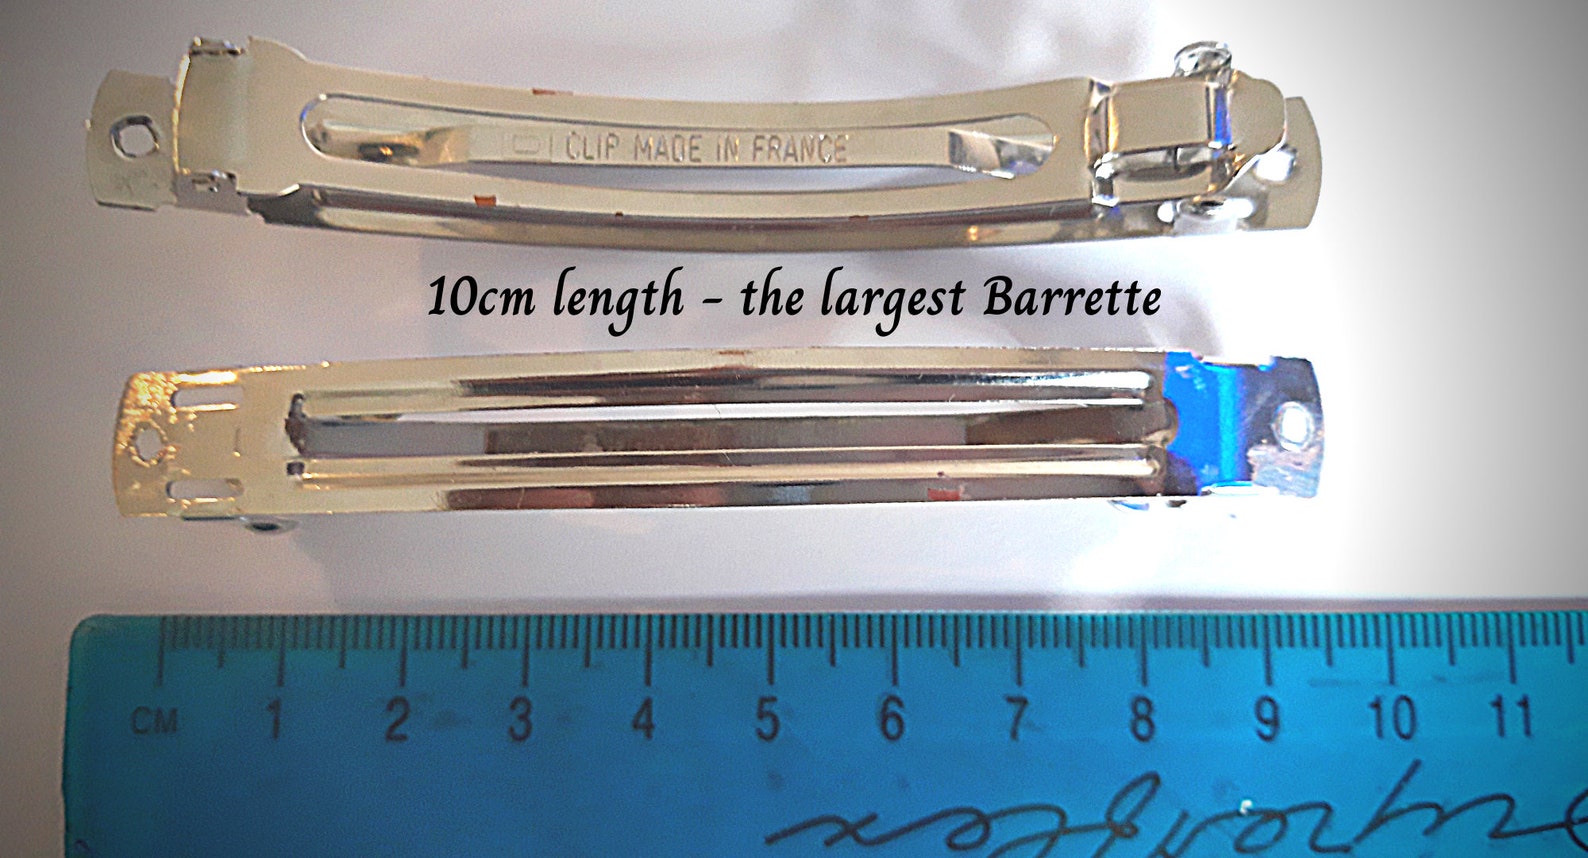 CLIP MADE IN FRANCE
10cm length - the largest Barrette
CM 1 2 3 4 5 6 7 8 9 10 11